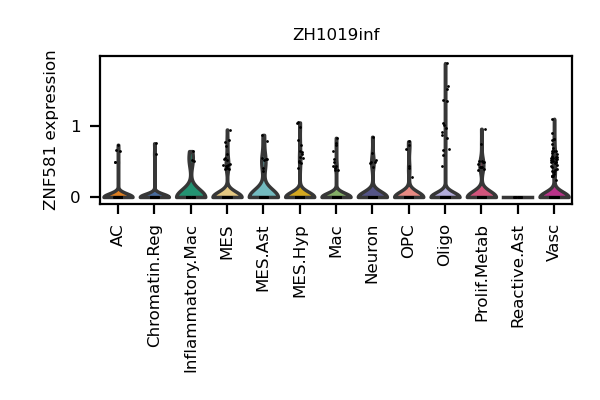 ZH1019inf
ZNF581 expression
1
0
AC
Chromatin.Reg
Inflammatory.Mac
MES
MES.Ast
MES.Hyp
Mac
Neuron
OPC
Oligo
Prolif.Metab
Reactive.Ast
Vasc